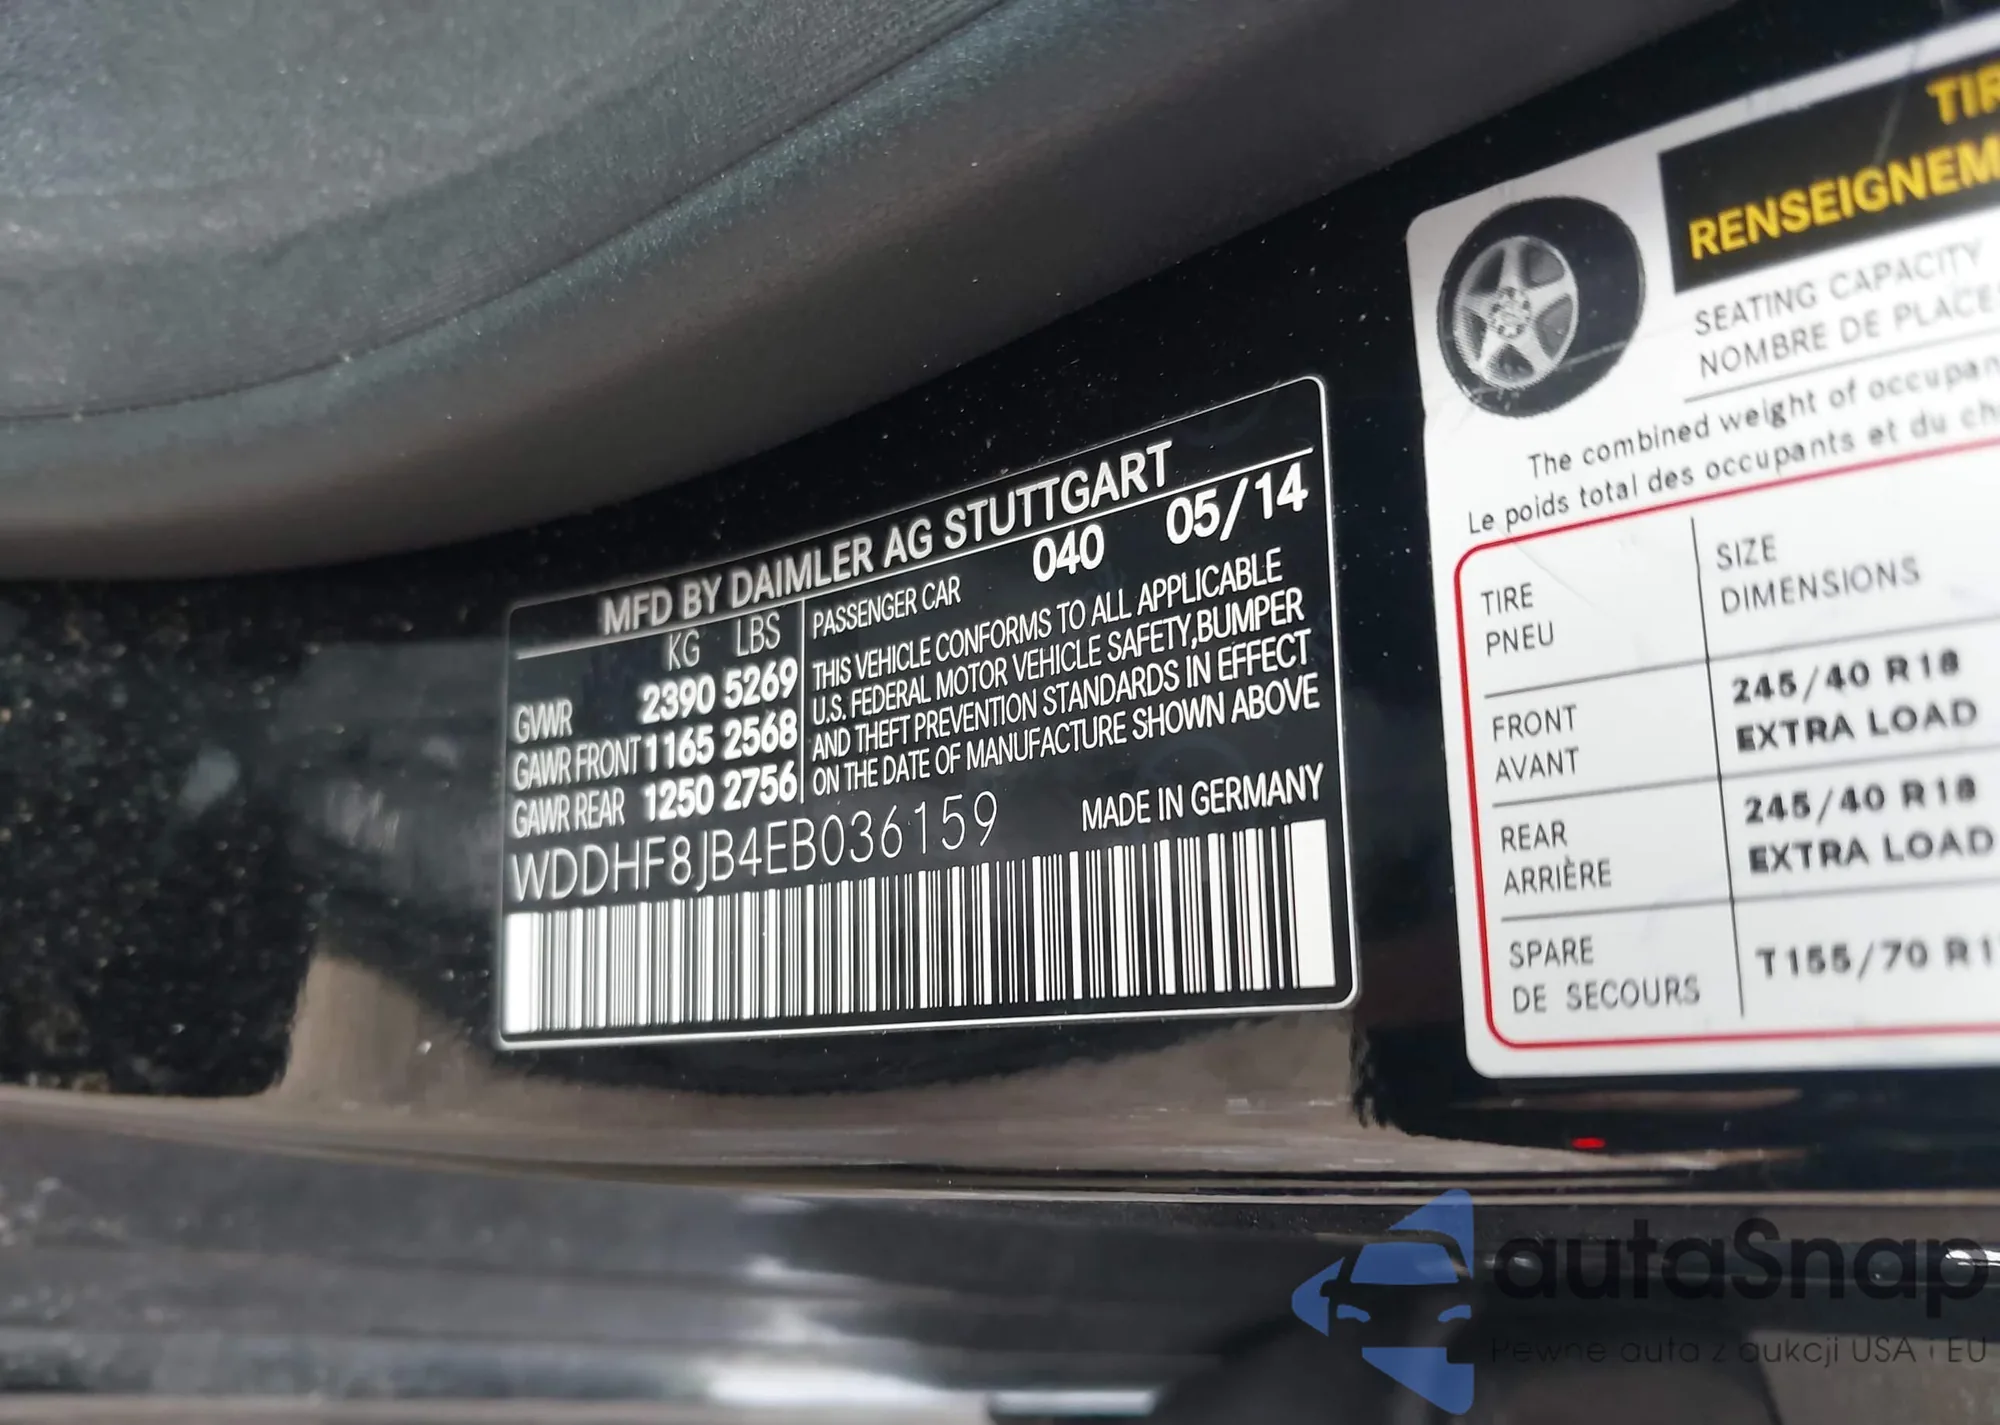 MFD BY DAIMLER AG STUTTGART
KG LBS
GVWR 2390 5269
GAWR FRONT 1165 2568
GAWR REAR 1250 2756
PASSENGER CAR 040 05/14
THIS VEHICLE CONFORMS TO ALL APPLICABLE
U.S. FEDERAL MOTOR VEHICLE SAFETY,BUMPER
AND THEFT PREVENTION STANDARDS IN EFFECT
ON THE DATE OF MANUFACTURE SHOWN ABOVE
WDDHF8JB4EB036159
MADE IN GERMANY
SEATING CAPACITY
NOMBRE DE
The combined weight of
Le poids total des occupants et du
TIRE
PNEU
SIZE
DIMENSIONS
FRONT
AVANT
245/40 R18
EXTRA LOAD
REAR
ARRIÈRE
245/40 R18
EXTRA LOAD
SPARE
DE SECOURS
T155/70
autaSnap
Pewne auta z aukcji USA i EU